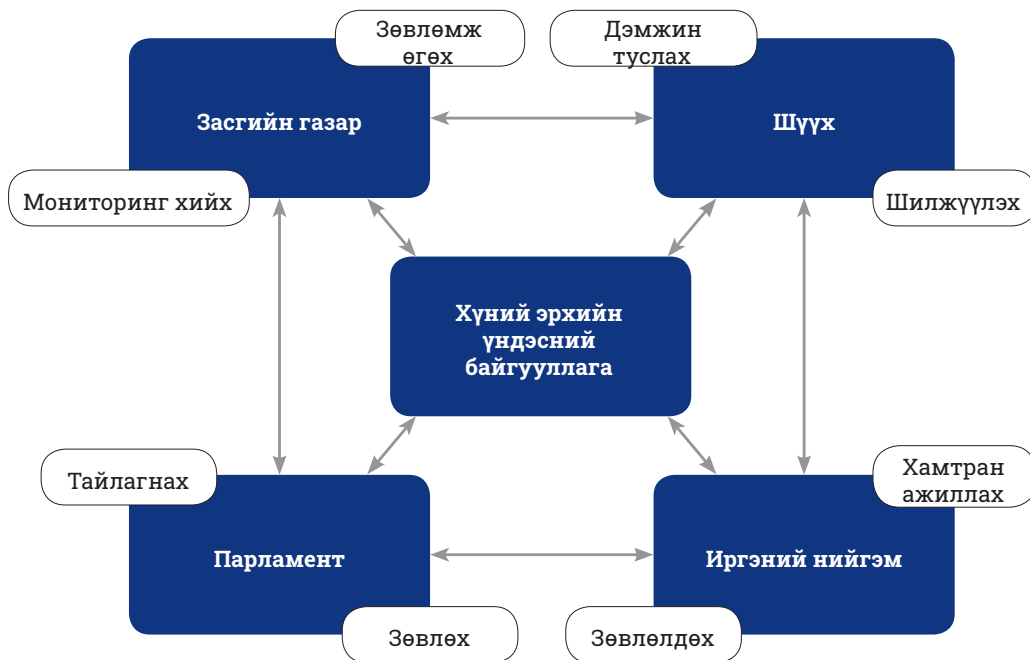 Зөвлөмж
өгөх
Дэмжин
туслах
Засгийн газар
Шүүх
Мониторинг хийх
Шилжүүлэх
Хүний эрхийн
үндэсний
байгууллага
Тайлагнах
Хамтран
ажиллах
Парламент
Иргэний нийгэм
Зөвлөх
Зөвлөлдөх